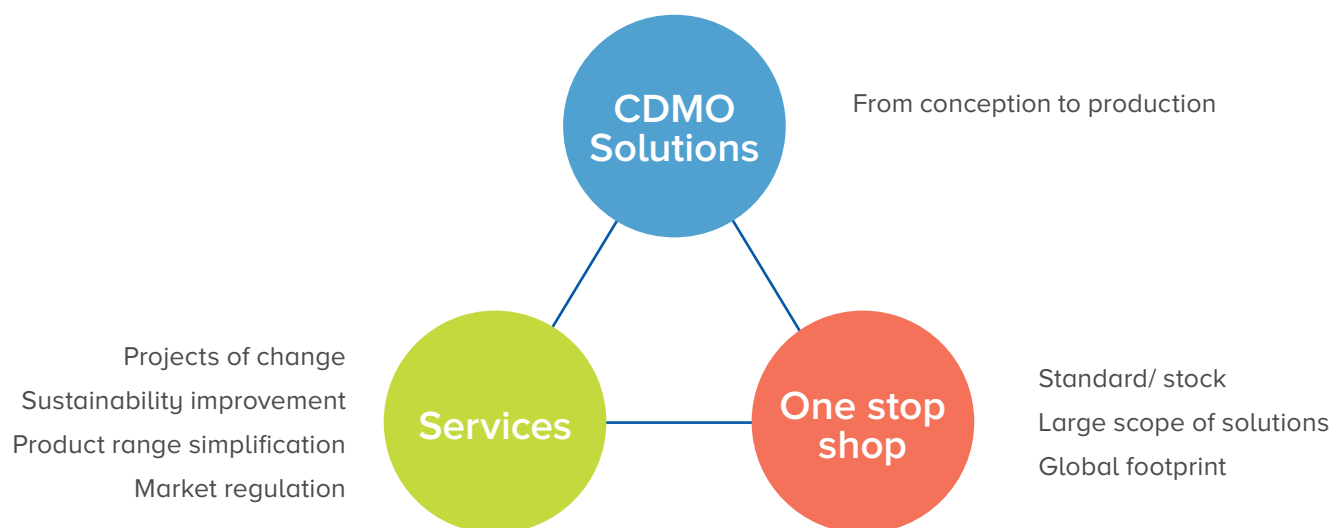 CDMO
Solutions
From conception to production
Projects of change
Sustainability improvement
Product range simplification
Market regulation
Services
One stop
shop
Standard/ stock
Large scope of solutions
Global footprint